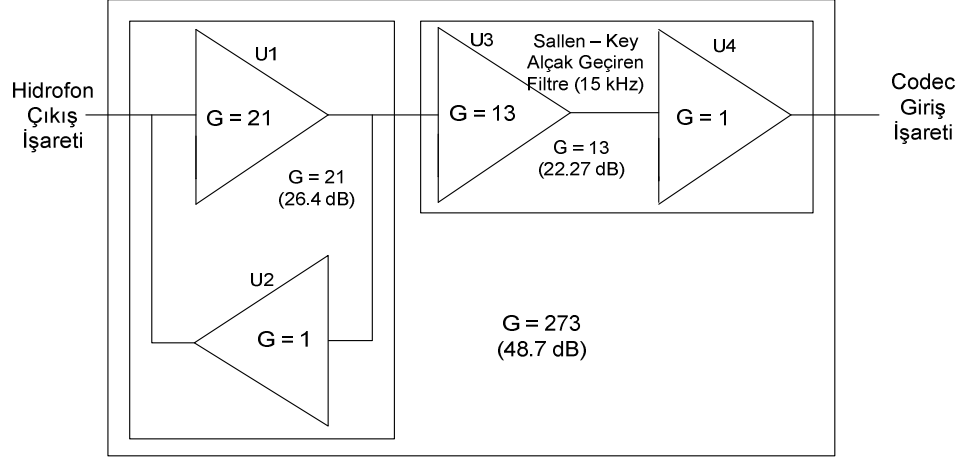 Hidrofon
Çıkış
İşareti
U1
G = 21
G = 21
(26.4 dB)
U2
G = 1
U3
G = 13
Sallen – Key
Alçak Geçiren
Filtre (15 kHz)
G = 13
(22.27 dB)
U4
G = 1
Codec
Giriş
İşareti
G = 273
(48.7 dB)